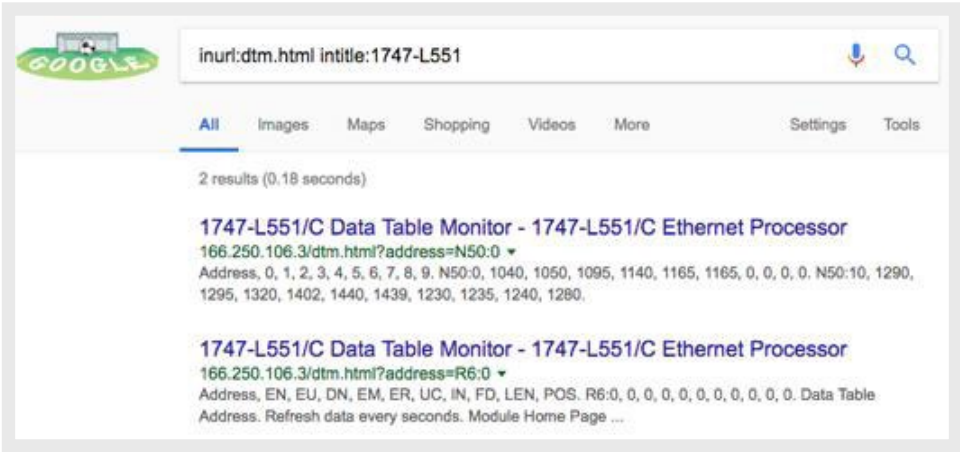 GOOGLE
inurl:dtm.html intitle:1747-L551
All Images Maps Shopping Videos More Settings Tools
2 results (0.18 seconds)
1747-L551/C Data Table Monitor - 1747-L551/C Ethernet Processor
166.250.106.3/dtm.html?address=N50:0
Address, 0, 1, 2, 3, 4, 5, 6, 7, 8, 9. N50:0, 1040, 1050, 1095, 1140, 1165, 1165, 0, 0, 0, 0. N50:10, 1290,
1295, 1320, 1402, 1440, 1439, 1230, 1235, 1240, 1280.
1747-L551/C Data Table Monitor - 1747-L551/C Ethernet Processor
166.250.106.3/dtm.html?address=R6:0
Address, EN, EU, DN, EM, ER, UC, IN, FD, LEN, POS. R6:0, 0, 0, 0, 0, 0, 0, 0, 0, 0, 0. Data Table
Address. Refresh data every seconds. Module Home Page ...